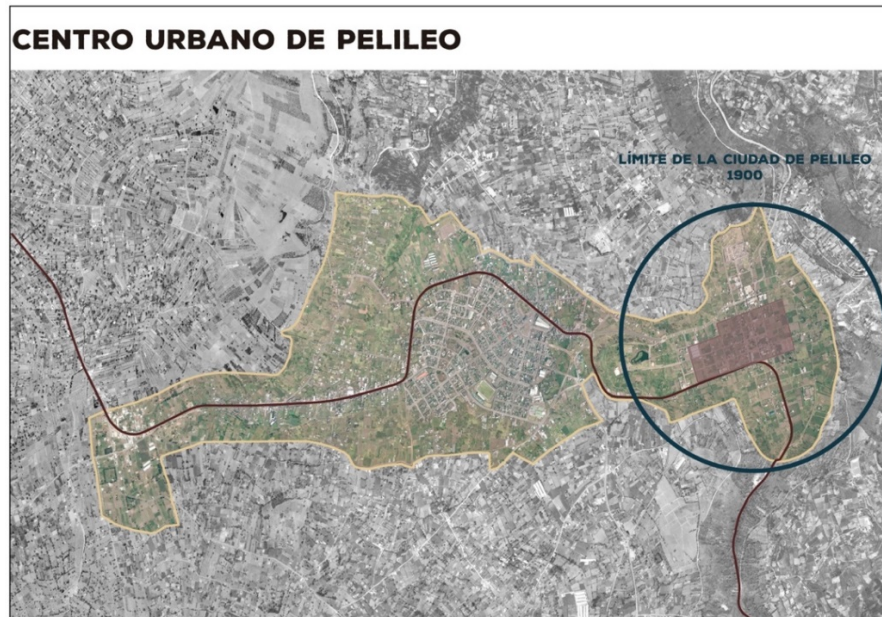 CENTRO URBANO DE PELILEO
LÍMITE DE LA CIUDAD DE PELILEO
1900